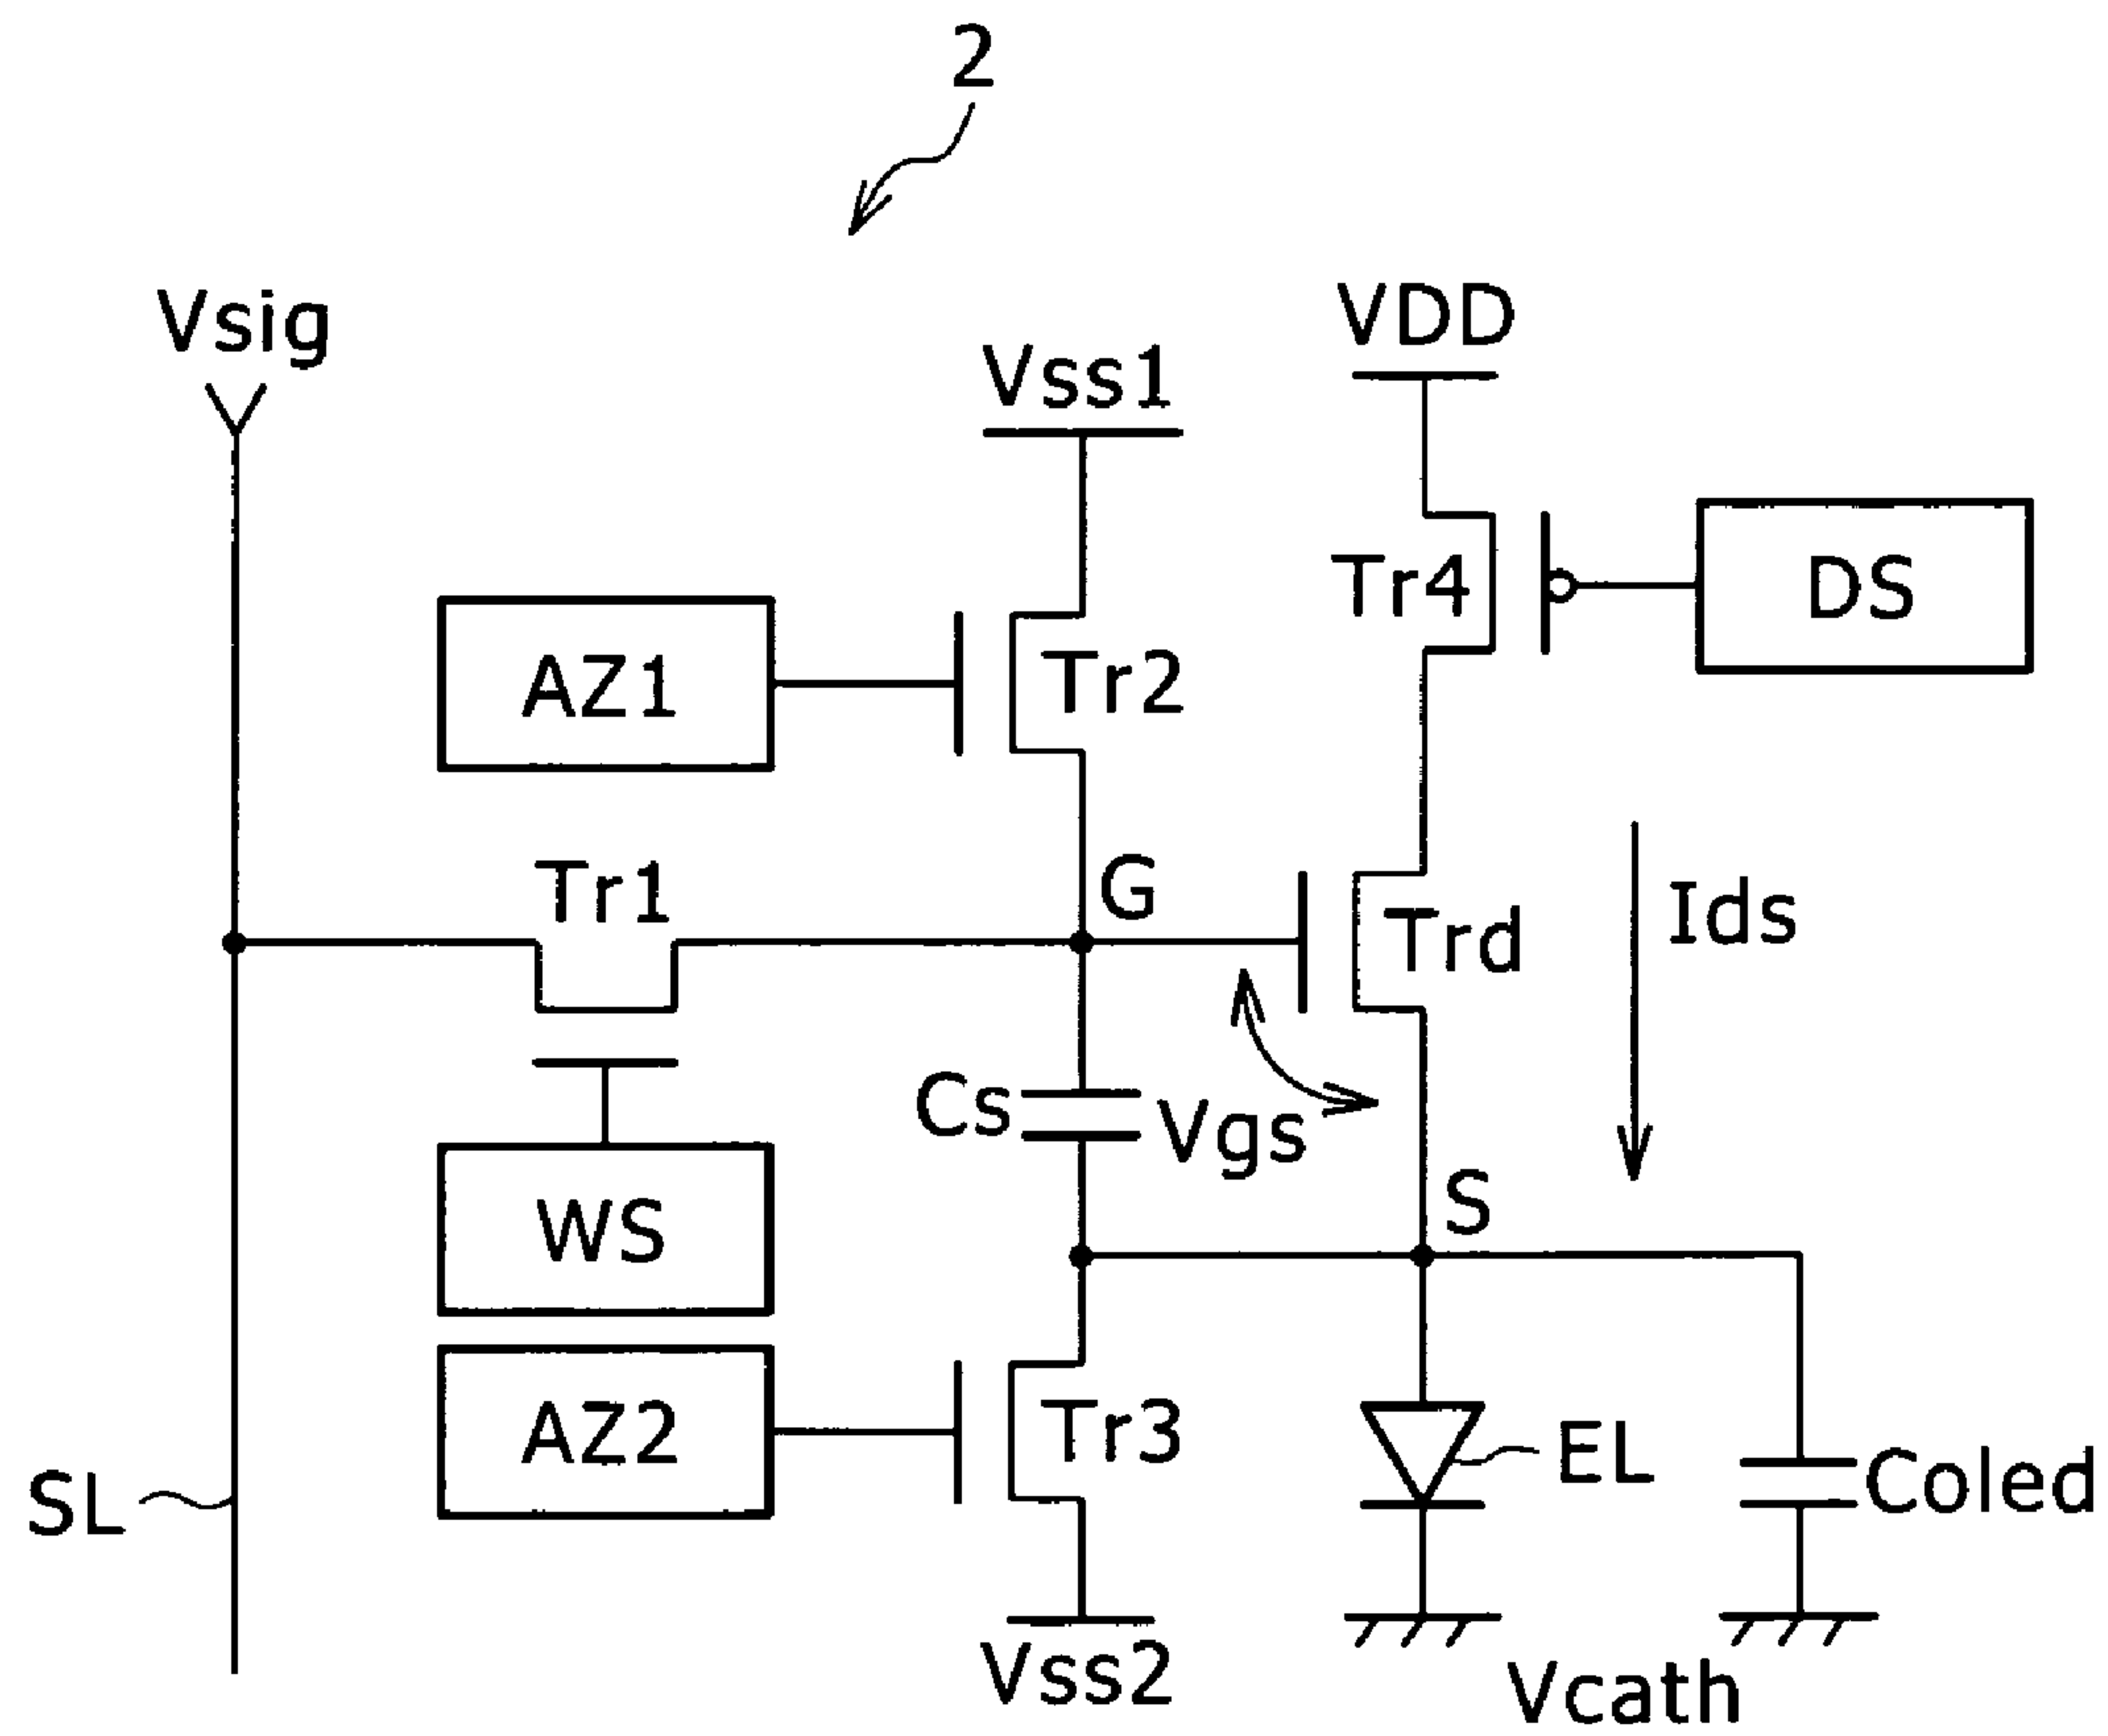 2
Vsig
VDD
Vss1
Tr4
DS
AZ1
Tr2
Tr1
G
Trd
Ids
Cs
Vgs
S
WS
AZ2
Tr3
EL
Coled
SL
Vss2
Vcath